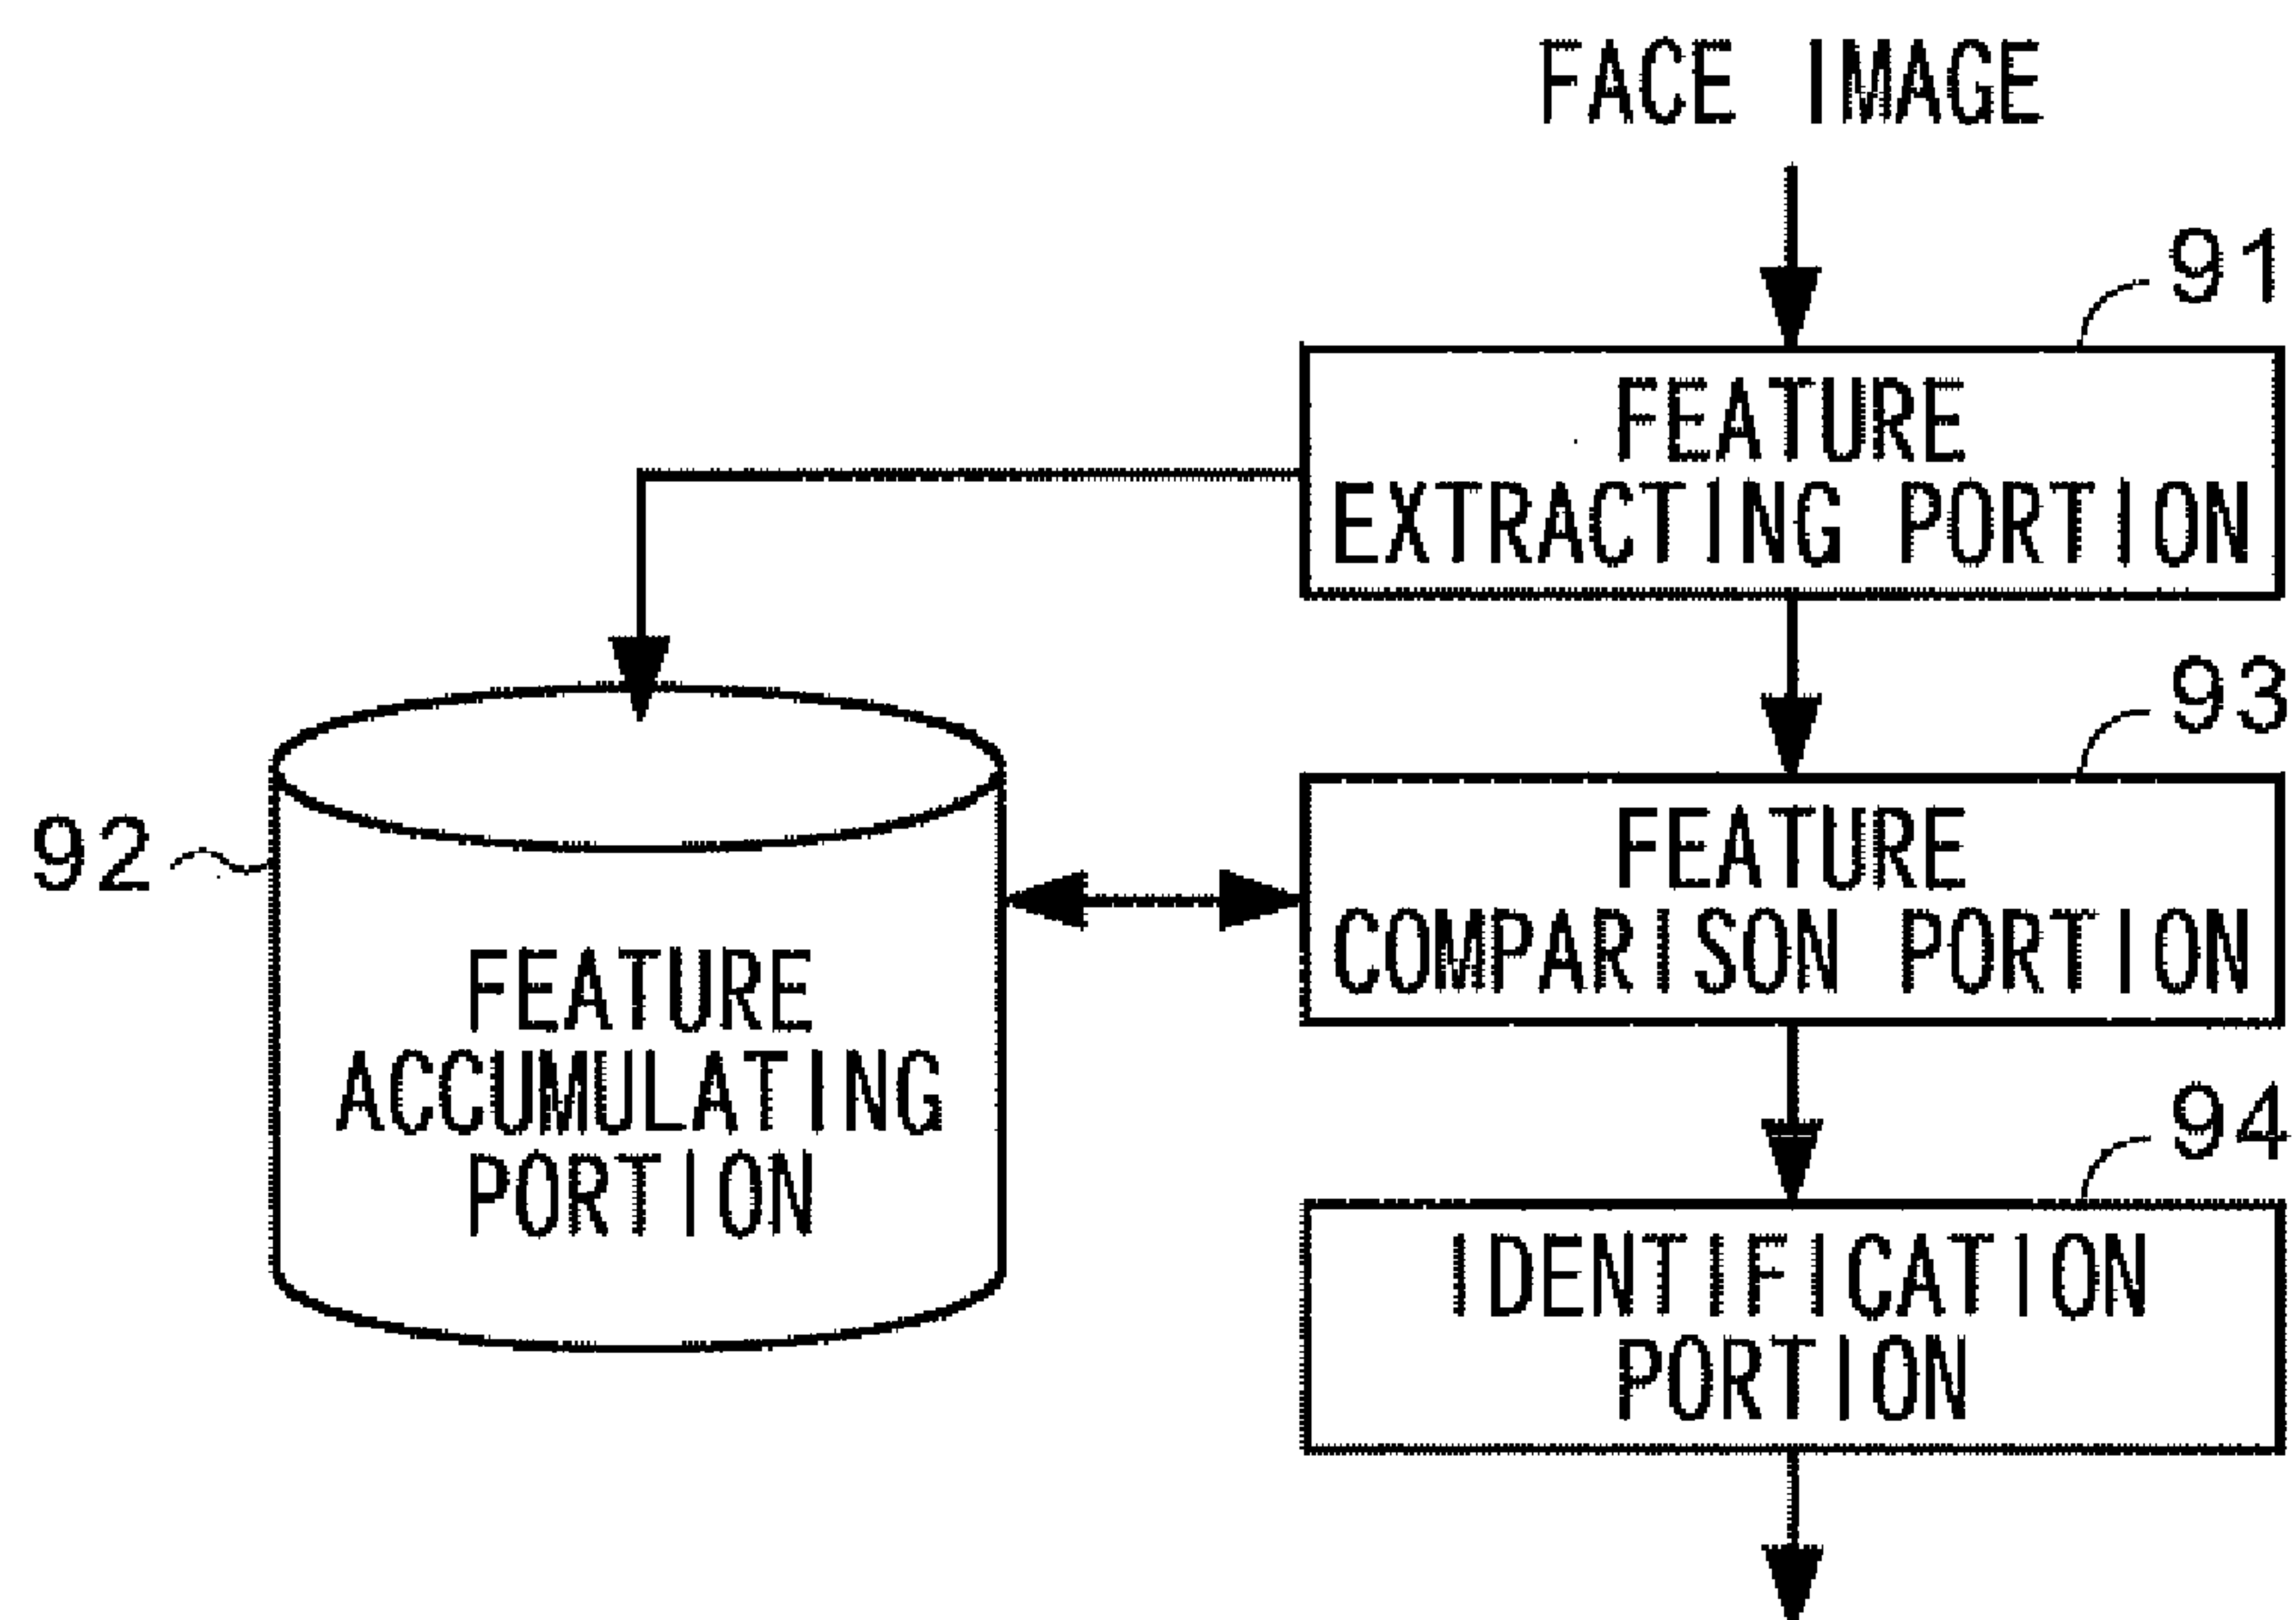 FACE IMAGE
91
FEATURE
EXTRACTING PORTION
93
FEATURE
COMPARISON PORTION
92
FEATURE
ACCUMULATING
PORTION
94
IDENTIFICATION
PORTION